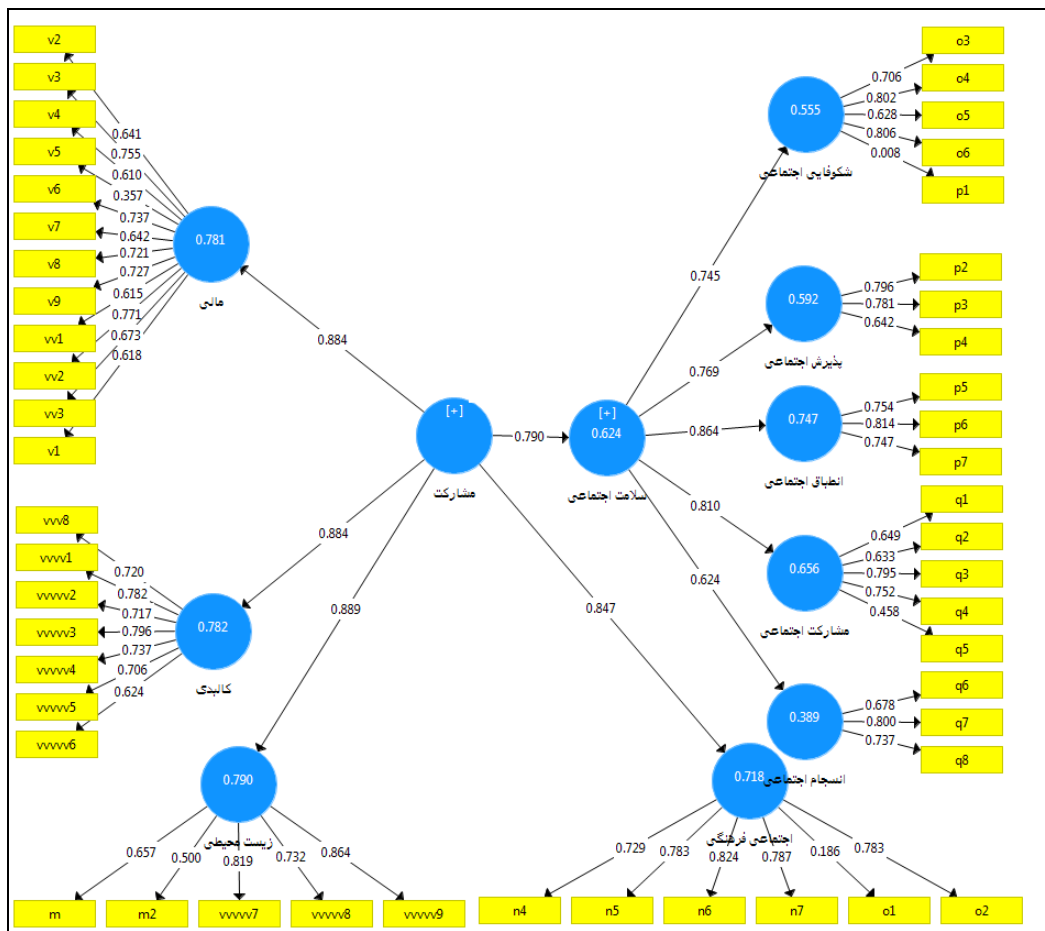 v2
v3
v4
v5
v6
v7
v8
v9
vv1
vv2
vv3
v1
0.641
0.755
0.610
0.357
0.737
0.642
0.721
0.727
0.615
0.771
0.673
0.618
0.781
مالی
0.884
o3
o4
o5
o6
p1
0.706
0.802
0.628
0.806
0.008
0.555
شکوفایی اجتماعی
0.745
p2
p3
p4
0.796
0.781
0.642
0.592
پذیرش اجتماعی
0.769
[+]
مشارکت
0.790
[+]
0.624
سلامت اجتماعی
0.864
0.747
انطباق اجتماعی
0.754
0.814
0.747
p5
p6
p7
0.810
0.656
مشارکت اجتماعی
0.649
0.633
0.795
0.752
0.458
q1
q2
q3
q4
q5
0.624
0.389
انسجام اجتماعی
0.678
0.800
0.737
q6
q7
q8
vvv8
vvvv1
vvvvv2
vvvvv3
vvvvv4
vvvvv5
vvvvv6
0.720
0.782
0.717
0.796
0.737
0.706
0.624
0.782
کالبدی
0.884
0.889
0.847
0.790
زیست محیطی
0.657
0.500
0.819
0.732
0.864
m
m2
vvvvv7
vvvvv8
vvvvv9
0.718
اجتماعی فرهنگی
0.729
0.783
0.824
0.787
0.186
0.783
n4
n5
n6
n7
o1
o2